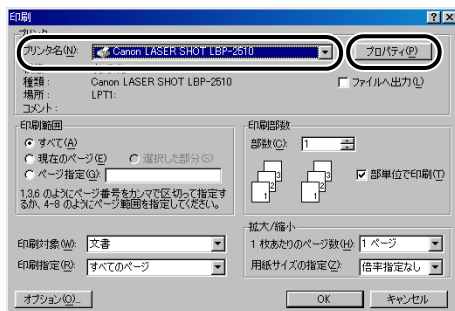 印刷
プリンタ
プリンタ名(N): Canon LASER SHOT LBP-2510 プロパティ(P)
種類: Canon LASER SHOT LBP-2510 ファイルへ出力(L)
場所: LPT1:
コメント:
印刷範囲
すべて(A)
現在のページ(E) 選択した部分(S)
ページ指定(G):
1,3,6 のようにページ番号をカンマで区切って指定す
るか、4-8 のようにページ範囲を指定してください。
印刷部数
部数(C): 1
1 2 3 1 2 3
部単位で印刷(T)
印刷対象(W): 文書
印刷指定(R): すべてのページ
拡大/縮小
1 枚あたりのページ数(H): 1 ページ
用紙サイズの指定(Z): 倍率指定なし
オプション(O)... OK キャンセル